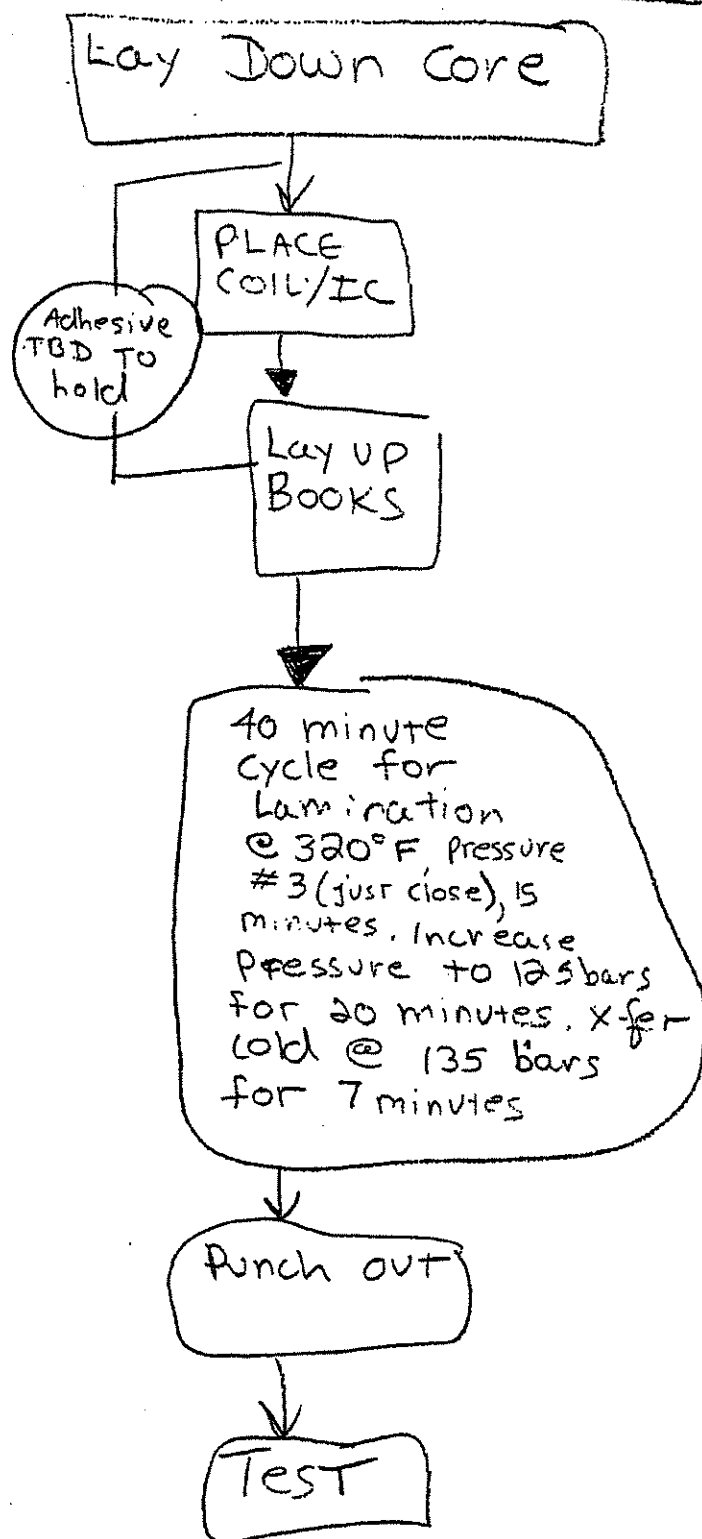 Lay Down Core
PLACE
COIL/IC
Adhesive
TBD TO
hold
Lay up
BOOKS
40 minute
Cycle for
Lamination
@ 320°F, Pressure
#3 (just close), 15
minutes. Increase
Pressure to 125bars
for 20 minutes. X-fer
cold @ 135 bars
for 7 minutes
Punch out
Test